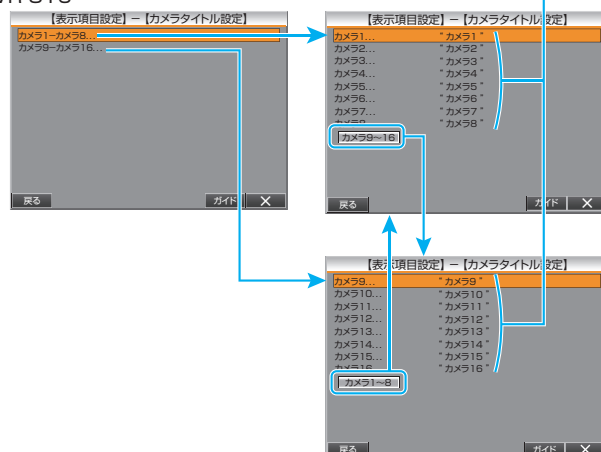 【表示項目設定】－【カメラタイトル設定】
カメラ1－カメラ8...
カメラ9－カメラ16...
戻る ガイド ×
【表示項目設定】－【カメラタイトル設定】
カメラ1... " カメラ1 "
カメラ2... " カメラ2 "
カメラ3... " カメラ3 "
カメラ4... " カメラ4 "
カメラ5... " カメラ5 "
カメラ6... " カメラ6 "
カメラ7... " カメラ7 "
カメラ8... " カメラ8 "
カメラ9～16
戻る ガイド ×
【表示項目設定】－【カメラタイトル設定】
カメラ9... " カメラ9 "
カメラ10... " カメラ10 "
カメラ11... " カメラ11 "
カメラ12... " カメラ12 "
カメラ13... " カメラ13 "
カメラ14... " カメラ14 "
カメラ15... " カメラ15 "
カメラ16... " カメラ16 "
カメラ1～8
戻る ガイド ×